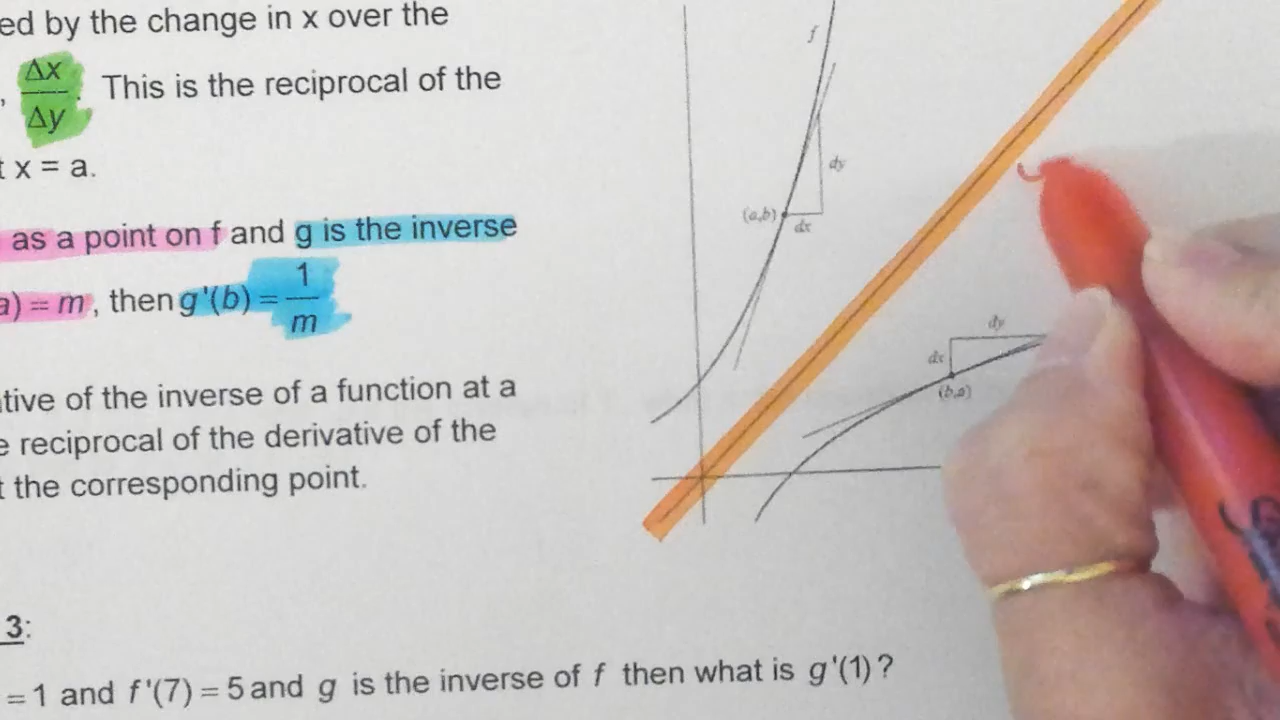 ed by the change in x over the
, Δx/Δy. This is the reciprocal of the
t x = a.
as a point on f and g is the inverse
a) = m, then g'(b) = 1/m
tive of the inverse of a function at a
e reciprocal of the derivative of the
t the corresponding point.
3:
= 1 and f'(7) = 5 and g is the inverse of f then what is g'(1)?
f
dy
(a,b)
dx
dy
dx
(b,a)